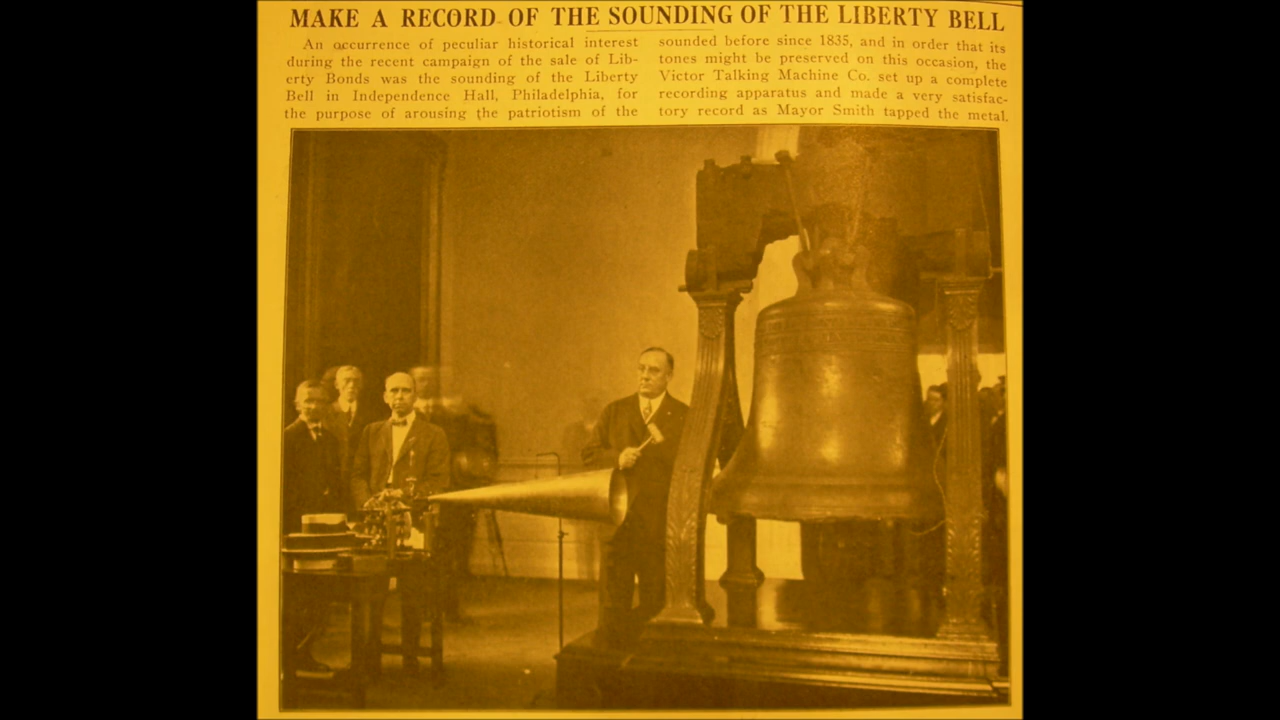 MAKE A RECORD OF THE SOUNDING OF THE LIBERTY BELL
An occurrence of peculiar historical interest
during the recent campaign of the sale of Lib-
erty Bonds was the sounding of the Liberty
Bell in Independence Hall, Philadelphia, for
the purpose of arousing the patriotism of the
sounded before since 1835, and in order that its
tones might be preserved on this occasion, the
Victor Talking Machine Co. set up a complete
recording apparatus and made a very satisfac-
tory record as Mayor Smith tapped the metal.